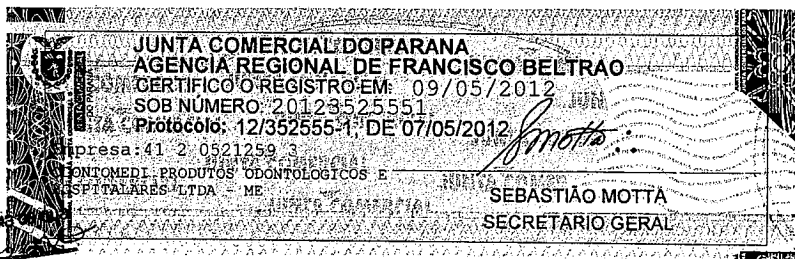 JUNTA COMERCIAL DO PARANA
AGENCIA REGIONAL DE FRANCISCO BELTRAO
CERTIFICO O REGISTRO EM: 09/05/2012
SOB NÚMERO: 20123525551
Protocolo: 12/352555-1, DE 07/05/2012
mpresa:41 2 0521259 3
ONTOMEDI PRODUTOS ODONTOLOGICOS E
OSPITALARES LTDA - ME
SEBASTIÃO MOTTA
SECRETARIO GERAL